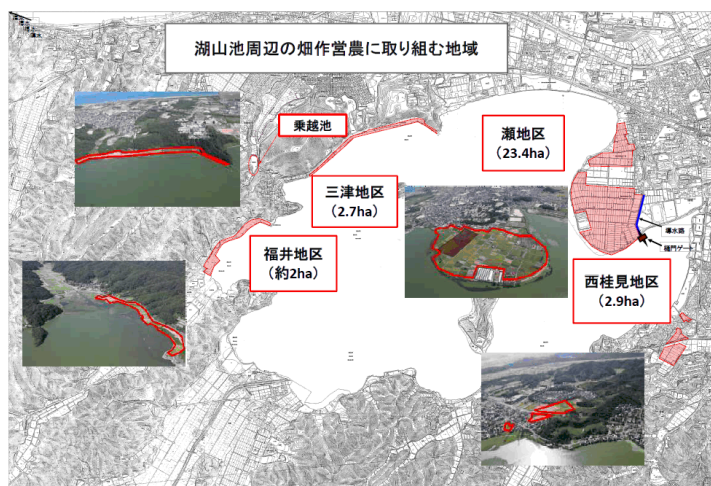 湖山池周辺の畑作営農に取り組む地域
乗越池
瀬地区
（23.4ha）
三津地区
（2.7ha）
福井地区
（約2ha）
導水路
樋門ゲート
西桂見地区
（2.9ha）